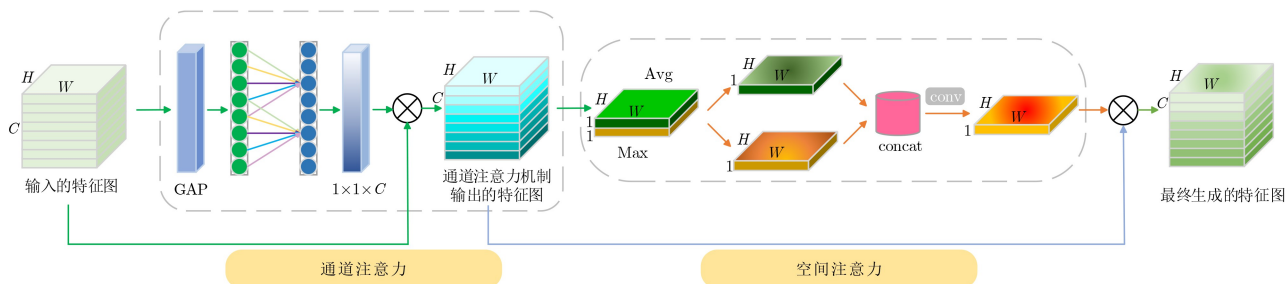 H
W
C
输入的特征图
GAP
1×1×C
H
W
C
通道注意力机制
输出的特征图
Avg
H
W
1
1
Max
H
W
1
H
W
1
concat
conv
H
W
1
H
W
C
最终生成的特征图
通道注意力
空间注意力